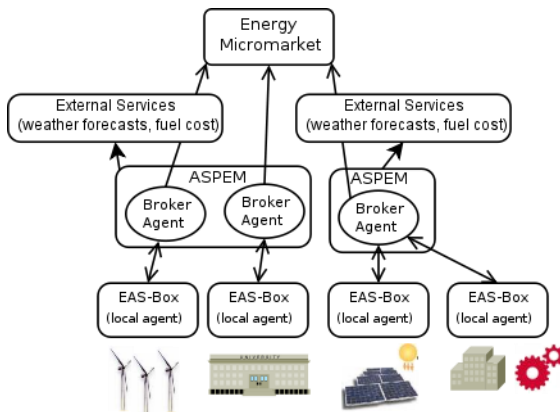 Energy
Micromarket
External Services
(weather forecasts, fuel cost)
External Services
(weather forecasts, fuel cost)
ASPEM
Broker
Agent
Broker
Agent
ASPEM
Broker
Agent
EAS-Box
(local agent)
EAS-Box
(local agent)
EAS-Box
(local agent)
EAS-Box
(local agent)
UNIVERSITY